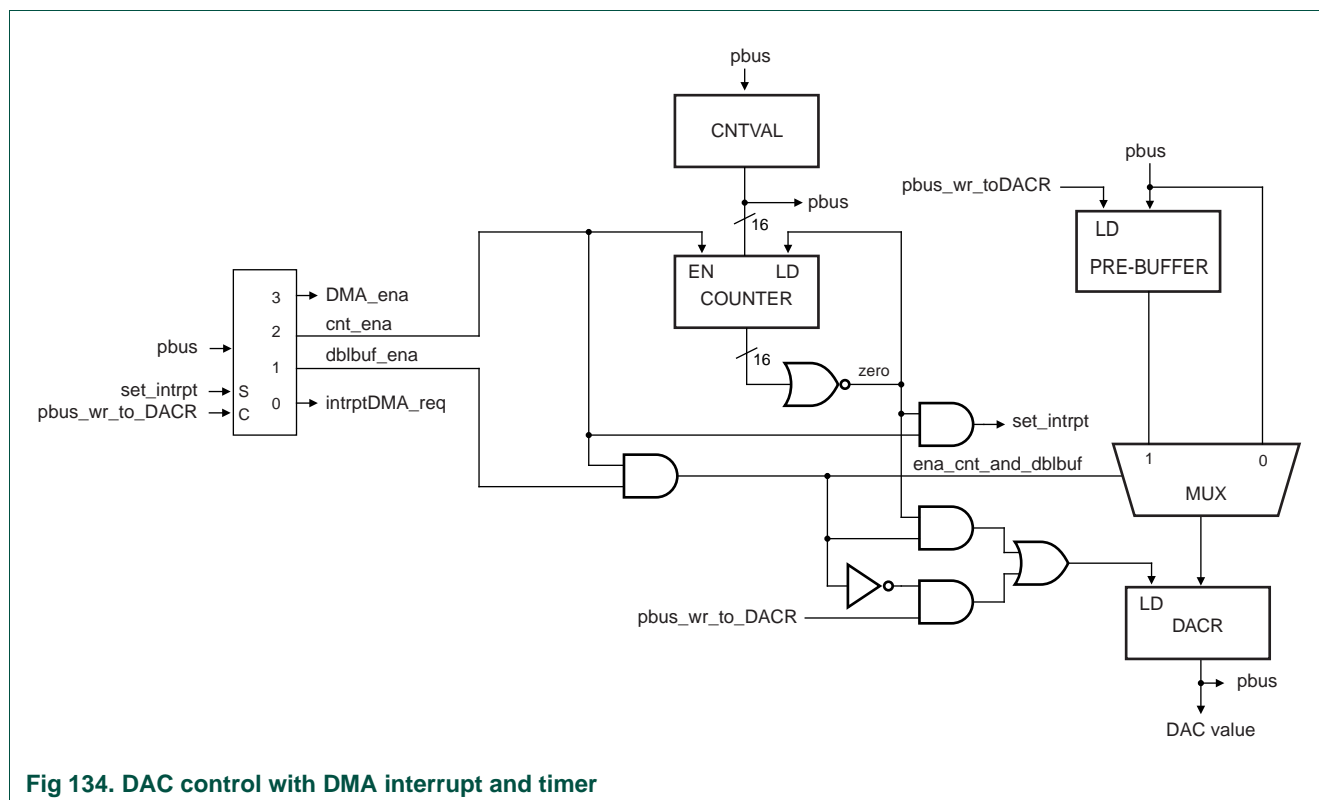 pbus
CNTVAL
pbus
16
pbus
pbus_wr_toDACR
LD
PRE-BUFFER
EN LD
COUNTER
16
zero
3
DMA_ena
2
cnt_ena
1
dblbuf_ena
0
intrptDMA_req
pbus
set_intrpt
S
pbus_wr_to_DACR
C
set_intrpt
ena_cnt_and_dblbuf
1 0
MUX
pbus_wr_to_DACR
LD
DACR
pbus
DAC value
Fig 134. DAC control with DMA interrupt and timer